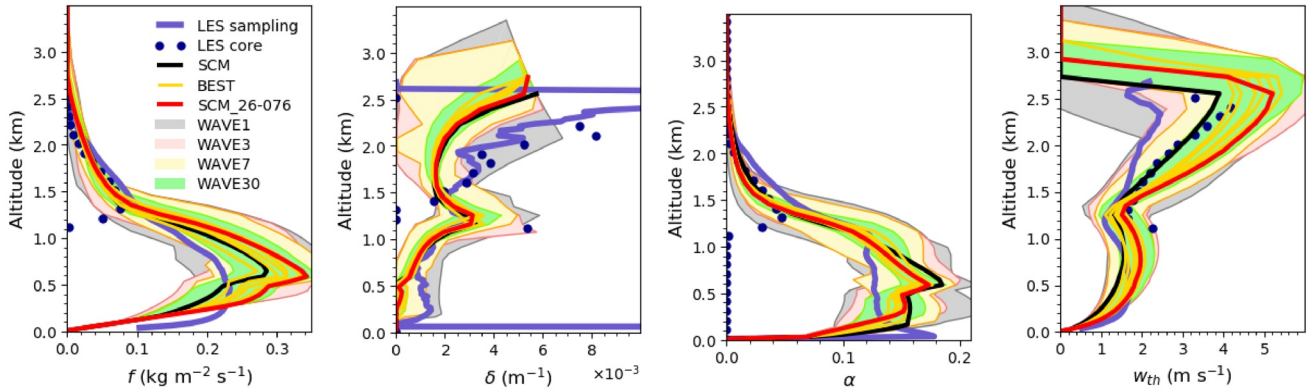 LES sampling
LES core
SCM
BEST
SCM_26-076
WAVE1
WAVE3
WAVE7
WAVE30
Altitude (km)
3.0
2.5
2.0
1.5
1.0
0.5
0.0
0.0 0.1 0.2 0.3
f (kg m⁻² s⁻¹)
Altitude (km)
3.0
2.5
2.0
1.5
1.0
0.5
0.0
0 2 4 6 8
δ (m⁻¹) ×10⁻³
Altitude (km)
3.0
2.5
2.0
1.5
1.0
0.5
0.0
0.0 0.1 0.2
α
Altitude (km)
3.0
2.5
2.0
1.5
1.0
0.5
0.0
0 1 2 3 4 5
w_th (m s⁻¹)